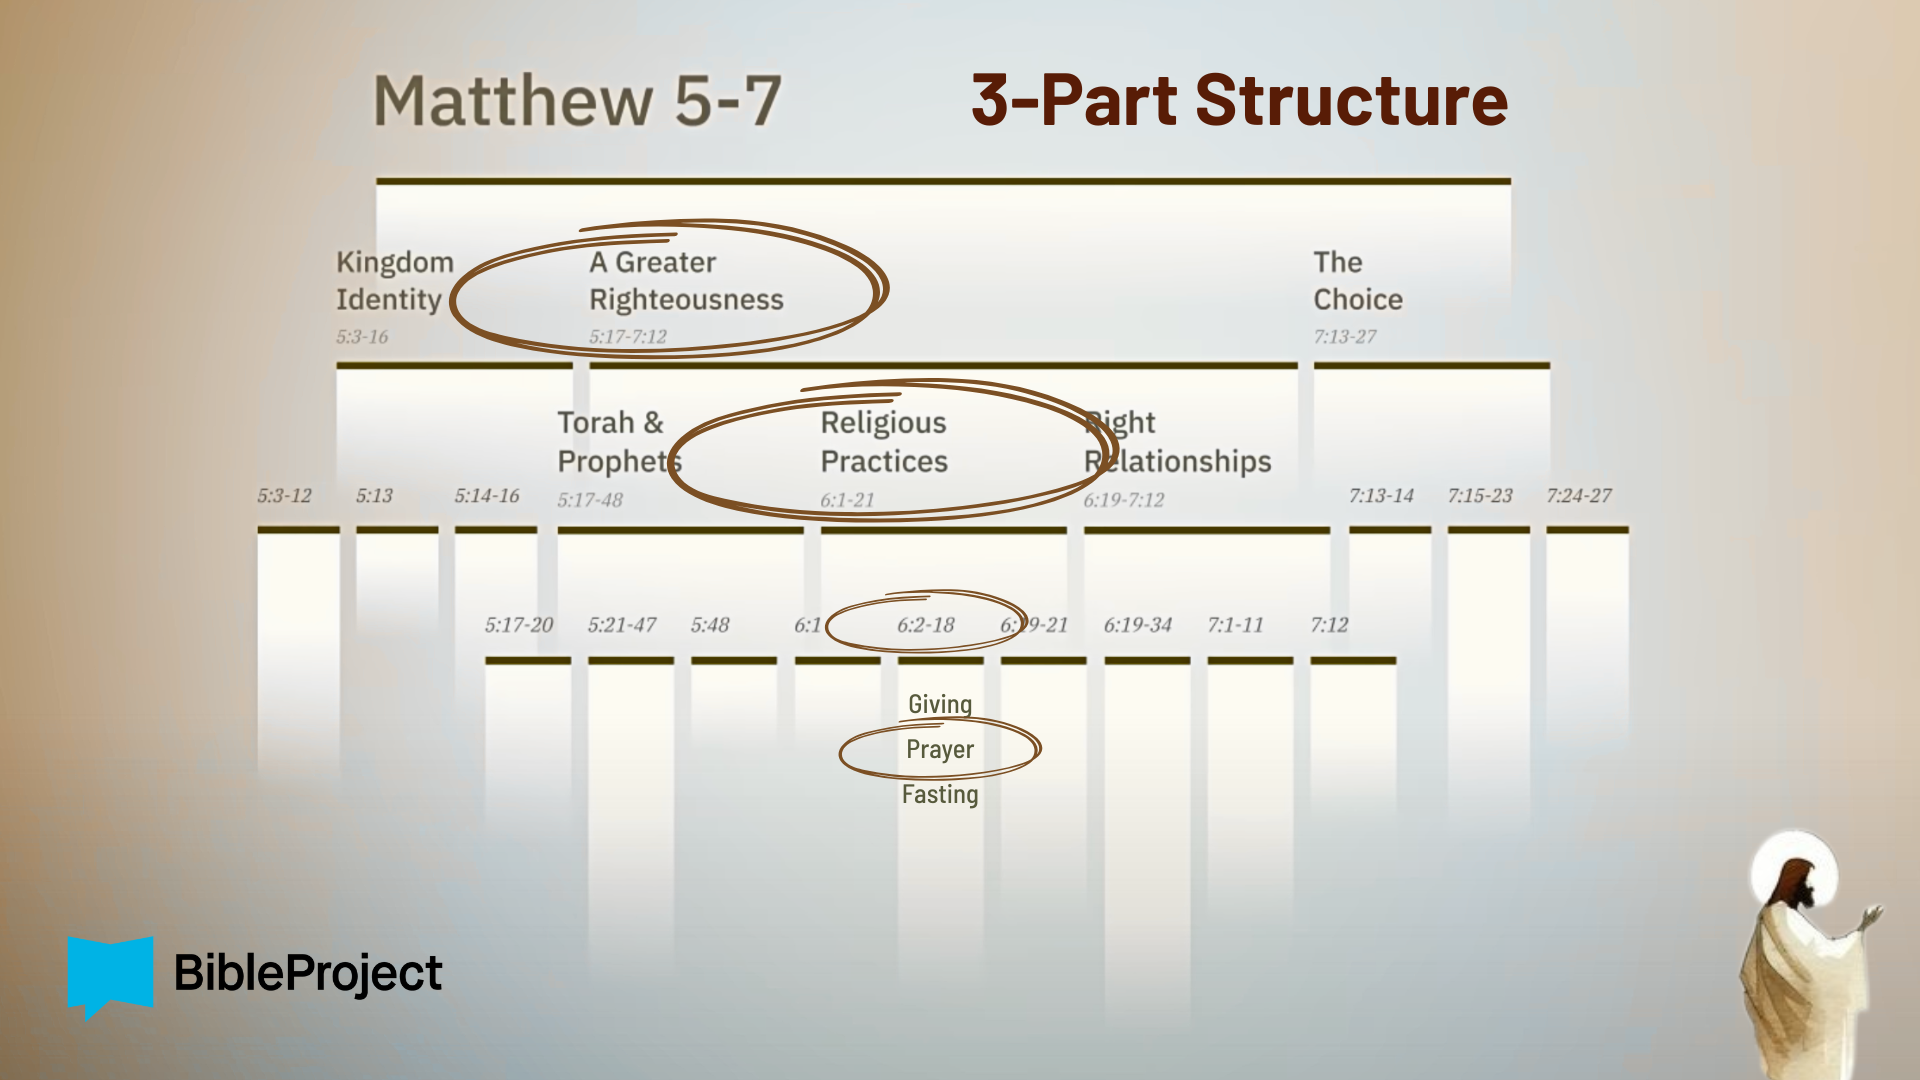 Matthew 5-7
3-Part Structure
Kingdom
Identity
5:3-16
A Greater
Righteousness
5:17-7:12
The
Choice
7:13-27
Torah &
Prophets
5:17-48
Religious
Practices
6:1-21
Right
Relationships
6:19-7:12
5:3-12
5:13
5:14-16
7:13-14
7:15-23
7:24-27
5:17-20
5:21-47
5:48
6:1
6:2-18
6:19-21
6:19-34
7:1-11
7:12
Giving
Prayer
Fasting
BibleProject